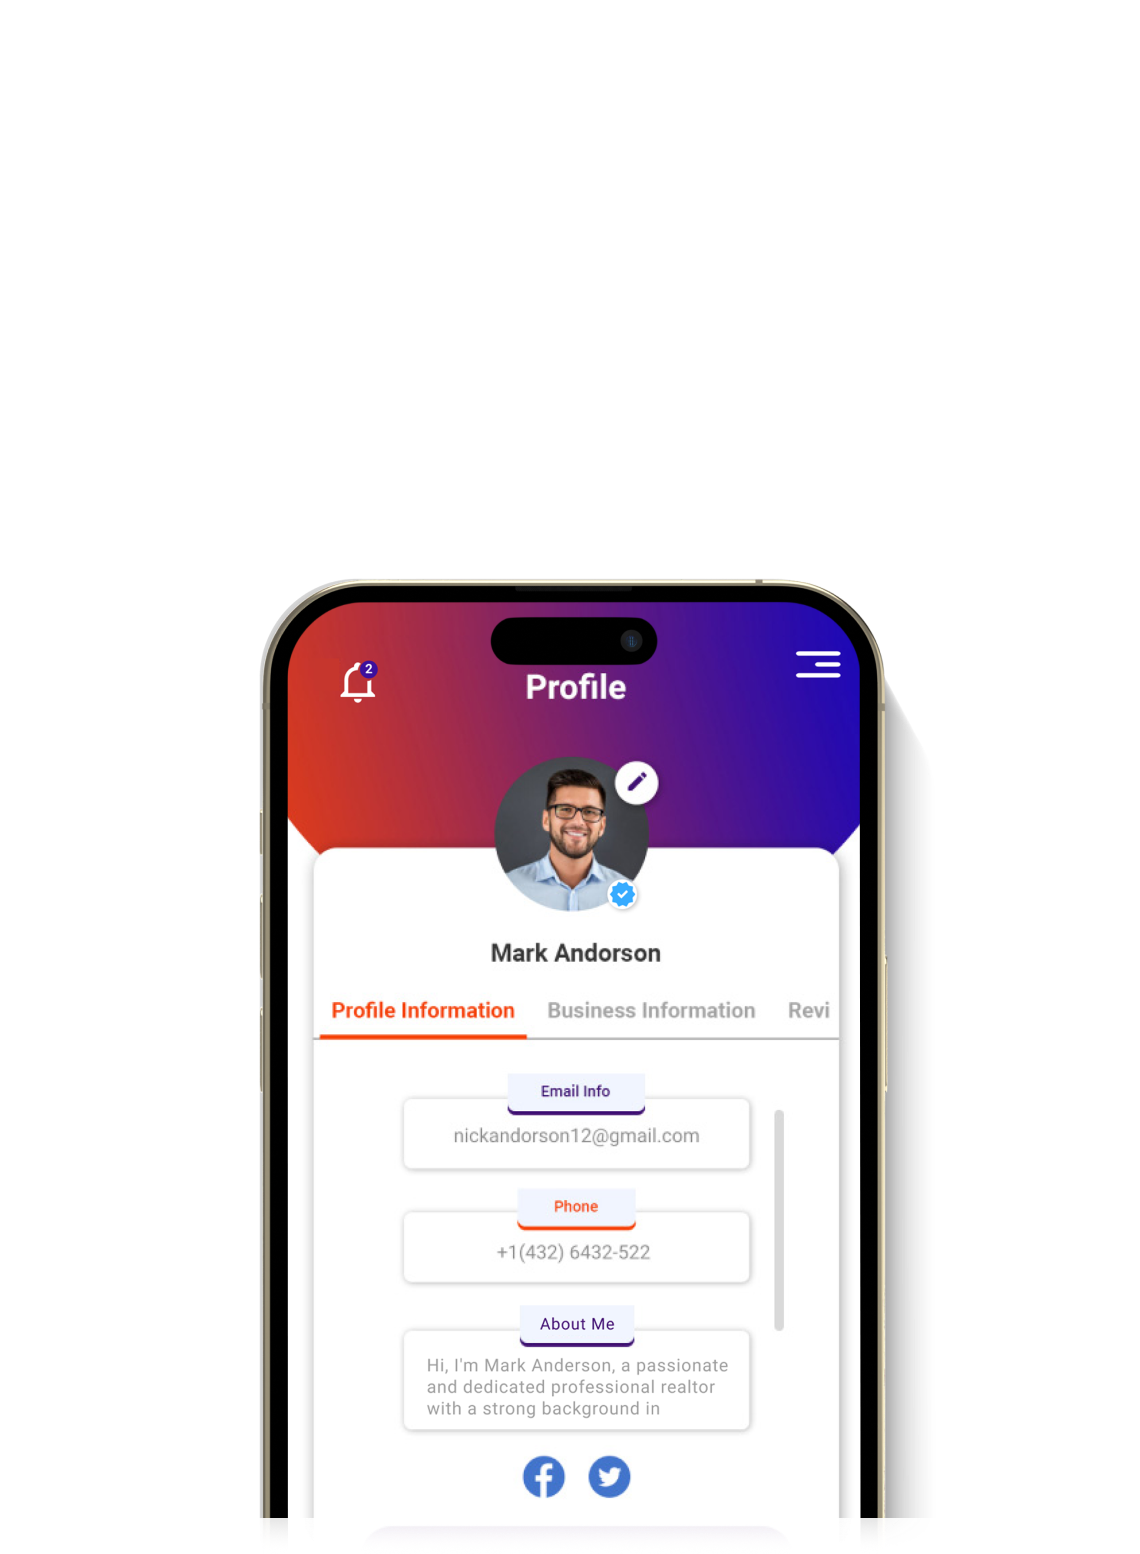 2
Profile
Mark Andorson
Profile Information Business Information Revi
Email Info
nickandorson12@gmail.com
Phone
+1(432) 6432-522
About Me
Hi, I'm Mark Anderson, a passionate
and dedicated professional realtor
with a strong background in